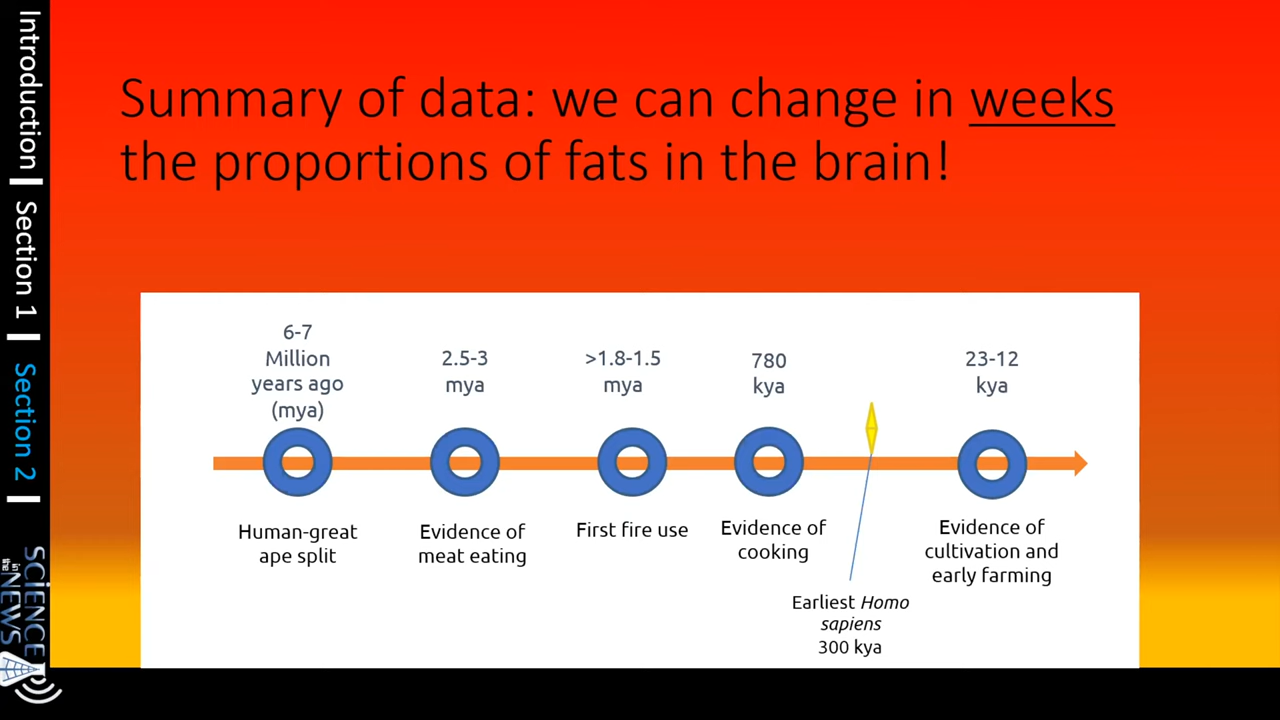 Introduction | Section 1 | Section 2 |
SCIENCE
in
the
NEWS
Summary of data: we can change in weeks
the proportions of fats in the brain!
6-7
Million
years ago
(mya)
2.5-3
mya
>1.8-1.5
mya
780
kya
23-12
kya
Human-great
ape split
Evidence of
meat eating
First fire use
Evidence of
cooking
Earliest Homo
sapiens
300 kya
Evidence of
cultivation and
early farming